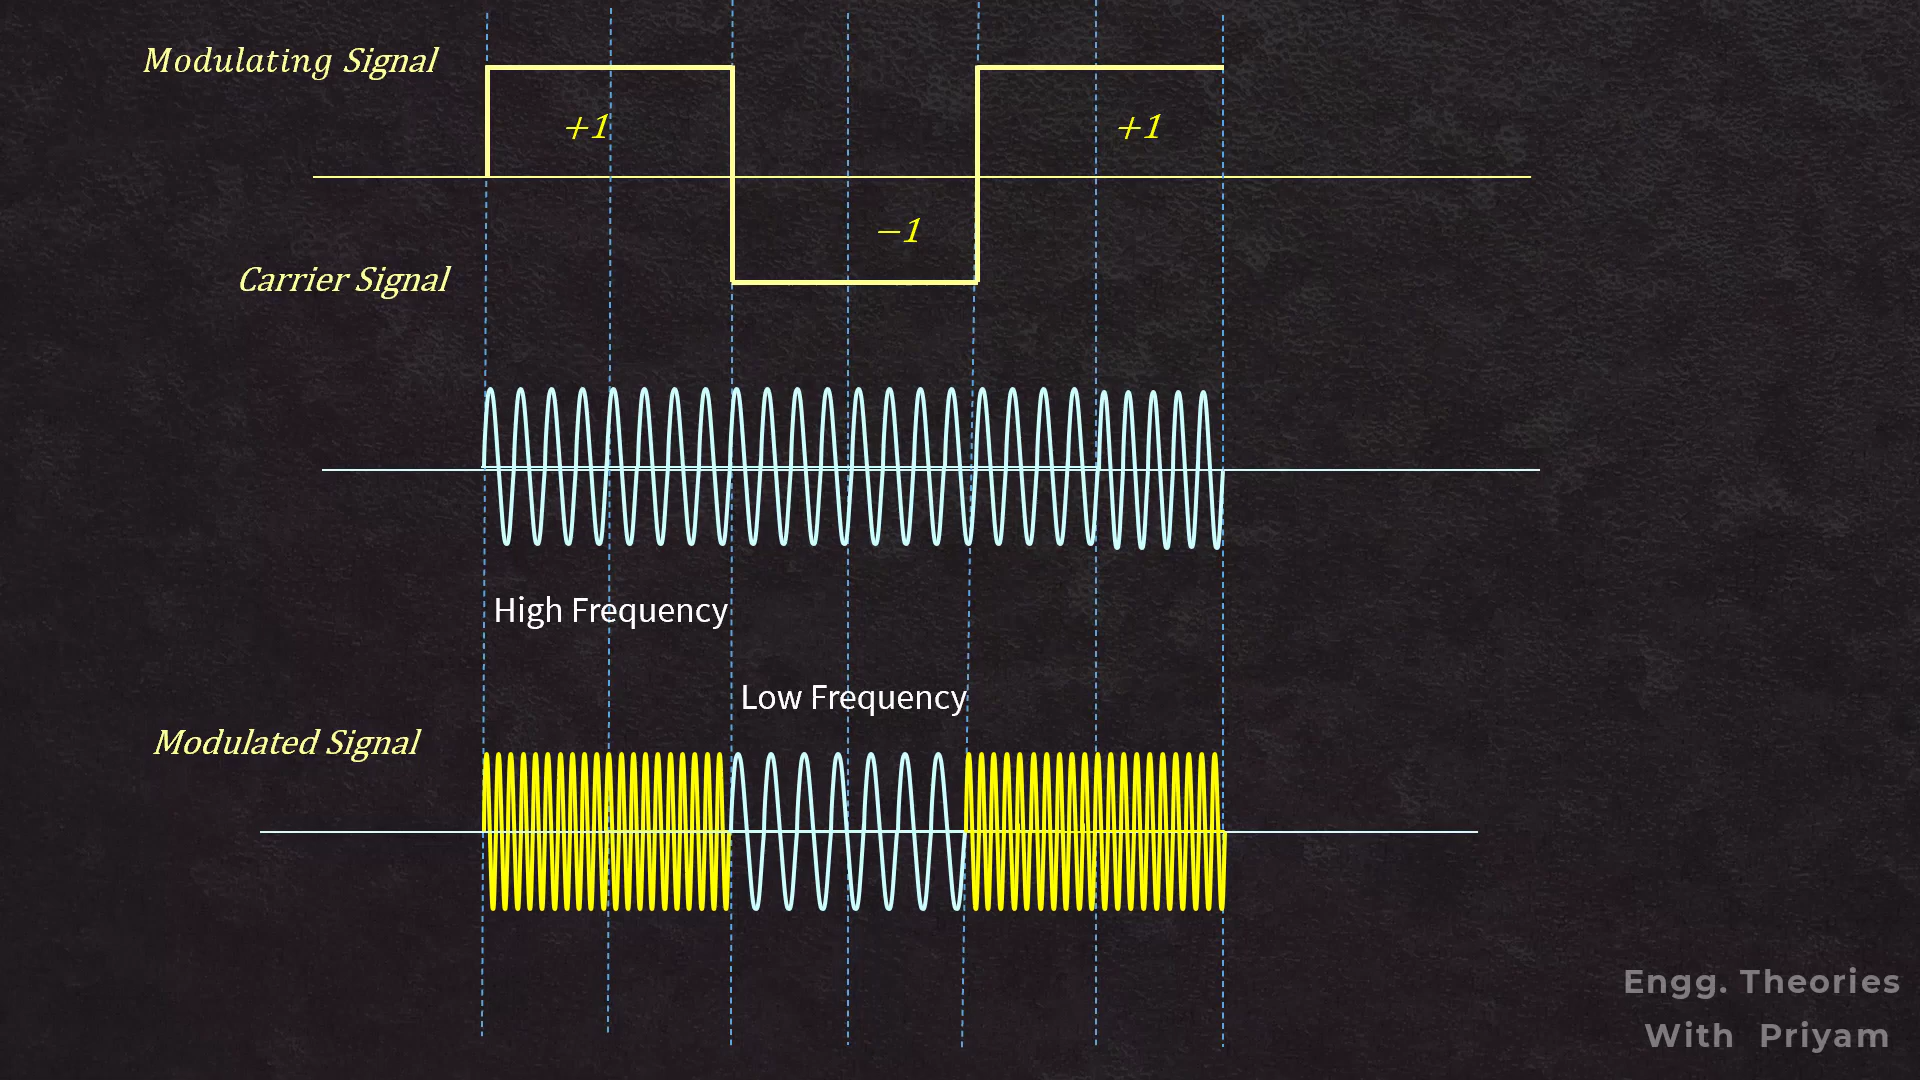 Modulating Signal
+1
+1
−1
Carrier Signal
High Frequency
Low Frequency
Modulated Signal
Engg. Theories
With Priyam